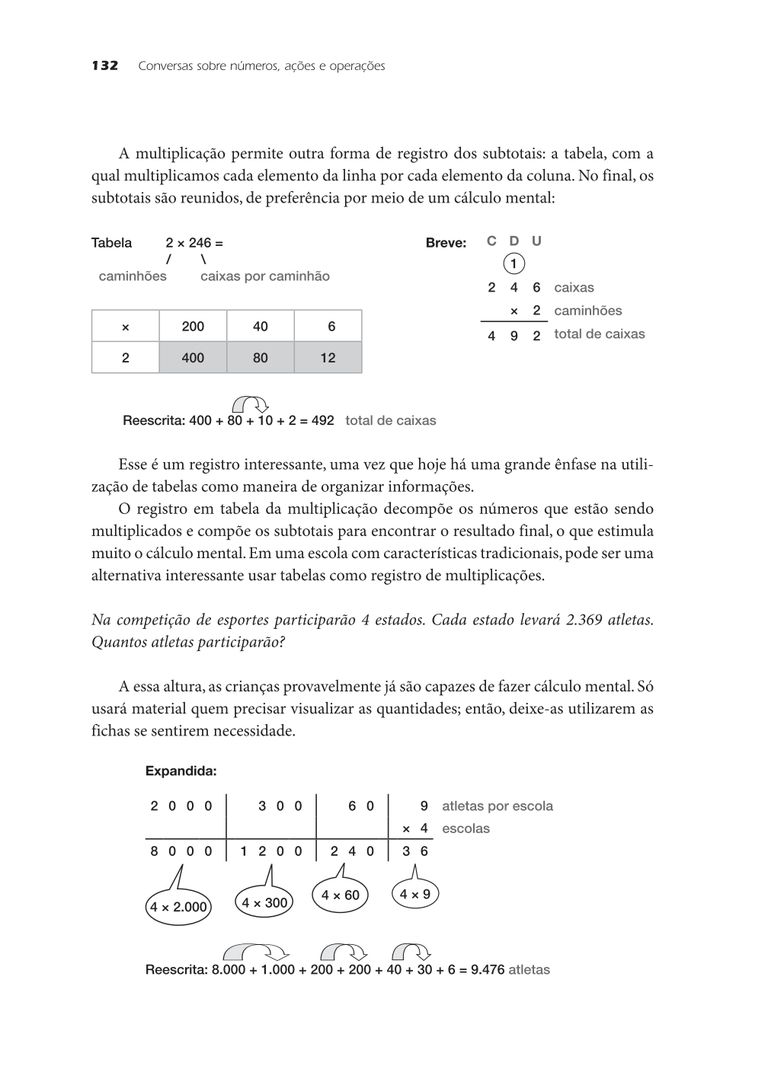 132 Conversas sobre números, ações e operações
A multiplicação permite outra forma de registro dos subtotais: a tabela, com a
qual multiplicamos cada elemento da linha por cada elemento da coluna. No final, os
subtotais são reunidos, de preferência por meio de um cálculo mental:
Tabela 2 × 246 =
caminhões caixas por caminhão
× 200 40 6
2 400 80 12
Reescrita: 400 + 80 + 10 + 2 = 492 total de caixas
Breve: C D U
1
2 4 6 caixas
× 2 caminhões
4 9 2 total de caixas
Esse é um registro interessante, uma vez que hoje há uma grande ênfase na utili-
zação de tabelas como maneira de organizar informações.
O registro em tabela da multiplicação decompõe os números que estão sendo
multiplicados e compõe os subtotais para encontrar o resultado final, o que estimula
muito o cálculo mental. Em uma escola com características tradicionais, pode ser uma
alternativa interessante usar tabelas como registro de multiplicações.
Na competição de esportes participarão 4 estados. Cada estado levará 2.369 atletas.
Quantos atletas participarão?
A essa altura, as crianças provavelmente já são capazes de fazer cálculo mental. Só
usará material quem precisar visualizar as quantidades; então, deixe-as utilizarem as
fichas se sentirem necessidade.
Expandida:
2 0 0 0 3 0 0 6 0 9 atletas por escola
× 4 escolas
8 0 0 0 1 2 0 0 2 4 0 3 6
4 × 2.000 4 × 300 4 × 60 4 × 9
Reescrita: 8.000 + 1.000 + 200 + 200 + 40 + 30 + 6 = 9.476 atletas